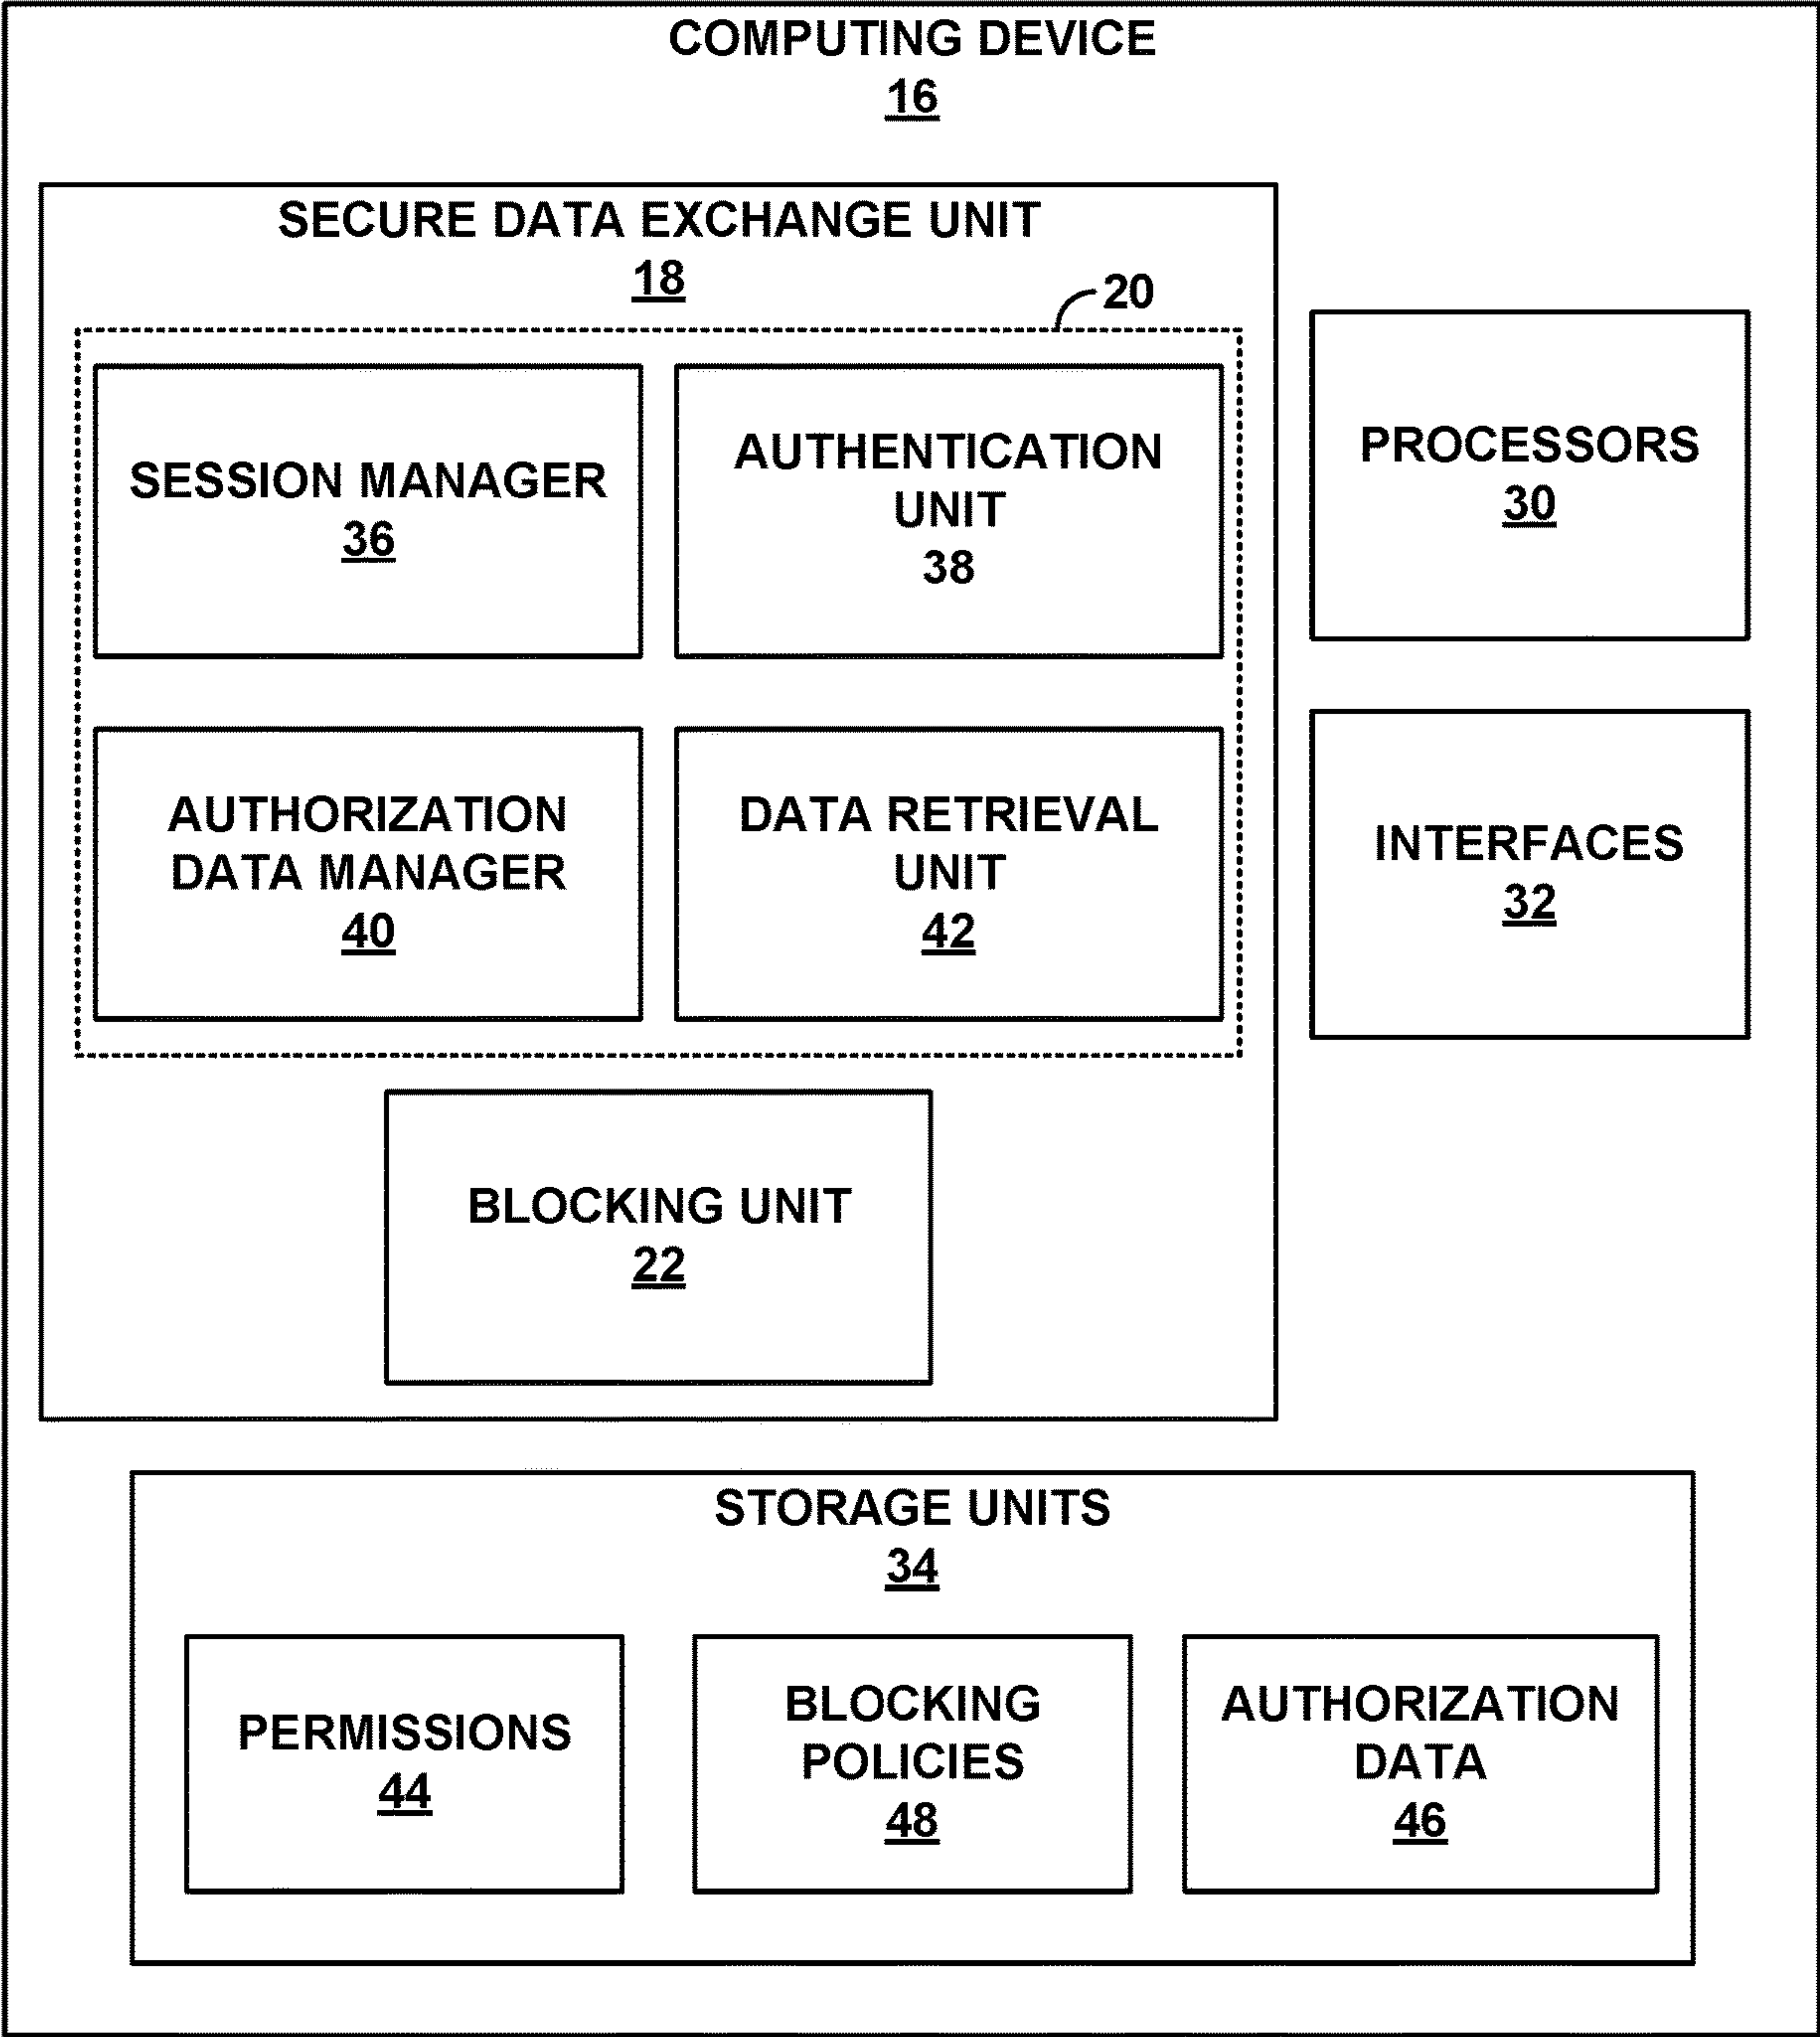 COMPUTING DEVICE
16
SECURE DATA EXCHANGE UNIT
18
20
SESSION MANAGER
36
AUTHENTICATION
UNIT
38
AUTHORIZATION
DATA MANAGER
40
DATA RETRIEVAL
UNIT
42
BLOCKING UNIT
22
PROCESSORS
30
INTERFACES
32
STORAGE UNITS
34
PERMISSIONS
44
BLOCKING
POLICIES
48
AUTHORIZATION
DATA
46